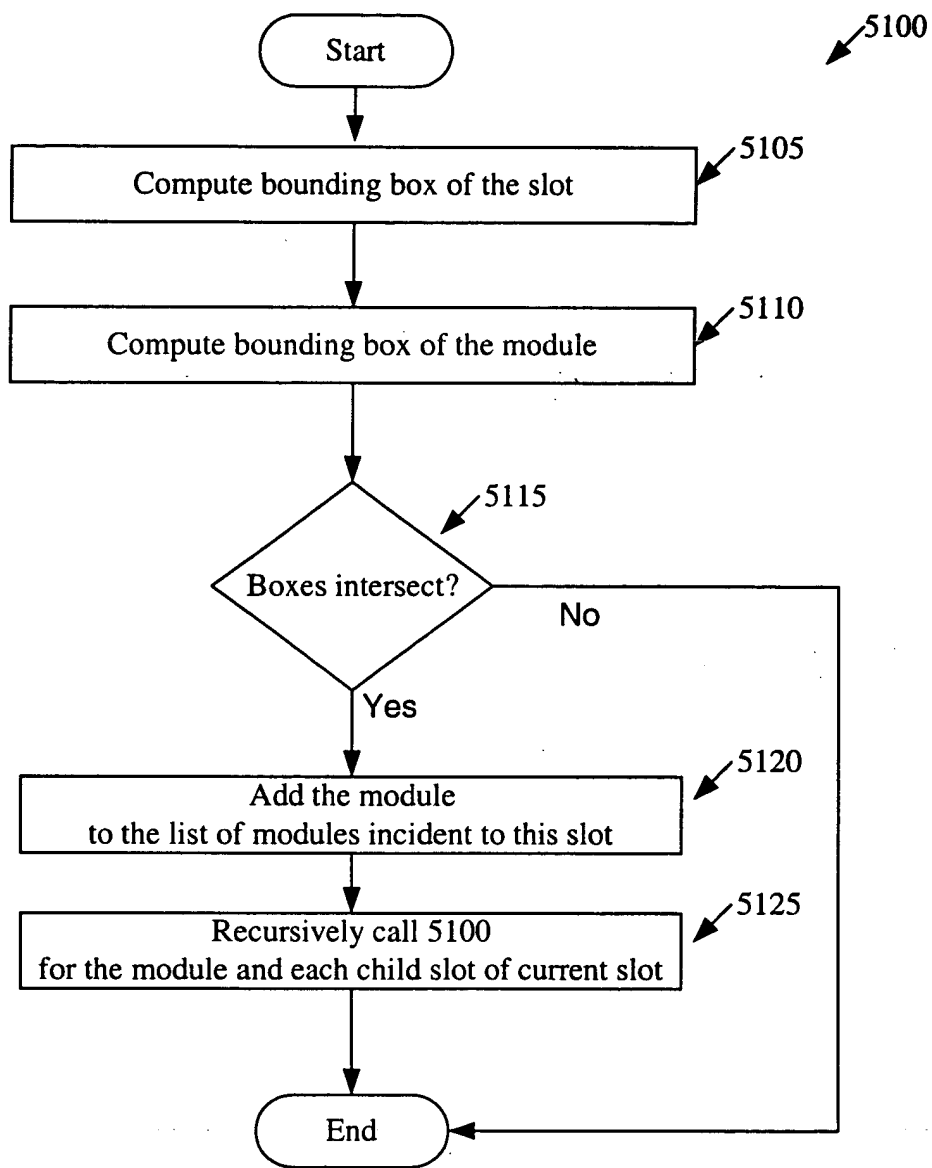 5100
Start
5105
Compute bounding box of the slot
5110
Compute bounding box of the module
5115
Boxes intersect?
No
Yes
5120
Add the module
to the list of modules incident to this slot
5125
Recursively call 5100
for the module and each child slot of current slot
End